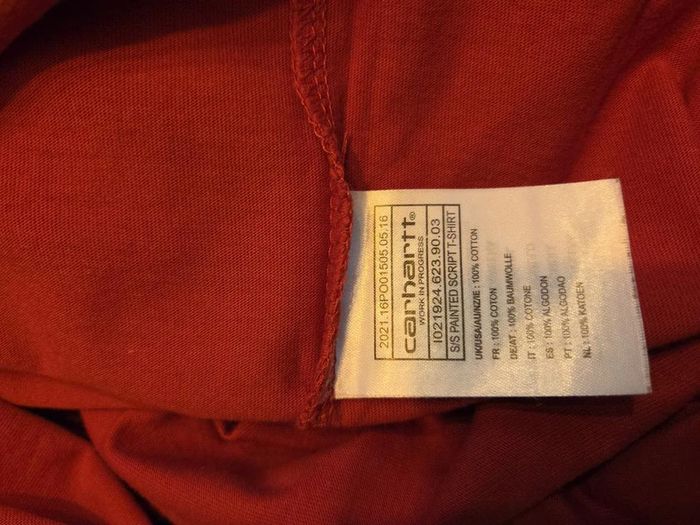 2021.16PO01505.05.16
carhartt®
WORK IN PROGRESS
I021924.623.90.03
S/S PAINTED SCRIPT T-SHIRT
UK/USA/AU/NZ/IE : 100% COTTON
FR : 100% COTON
DE/AT : 100% BAUMWOLLE
IT : 100% COTONE
ES : 100% ALGODON
PT : 100% ALGODAO
NL : 100% KATOEN